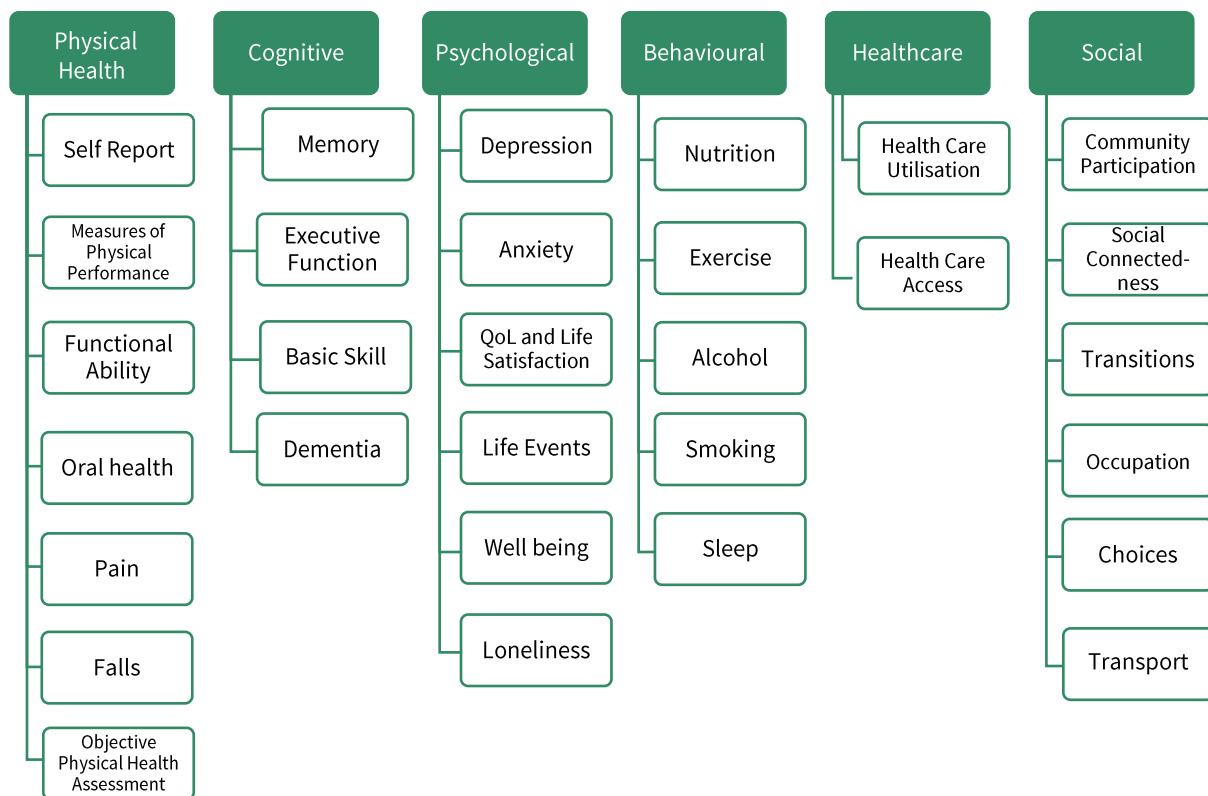 Physical
Health
Self Report
Measures of
Physical
Performance
Functional
Ability
Oral health
Pain
Falls
Objective
Physical Health
Assessment
Cognitive
Memory
Executive
Function
Basic Skill
Dementia
Psychological
Depression
Anxiety
QoL and Life
Satisfaction
Life Events
Well being
Loneliness
Behavioural
Nutrition
Exercise
Alcohol
Smoking
Sleep
Healthcare
Health Care
Utilisation
Health Care
Access
Social
Community
Participation
Social
Connected-
ness
Transitions
Occupation
Choices
Transport